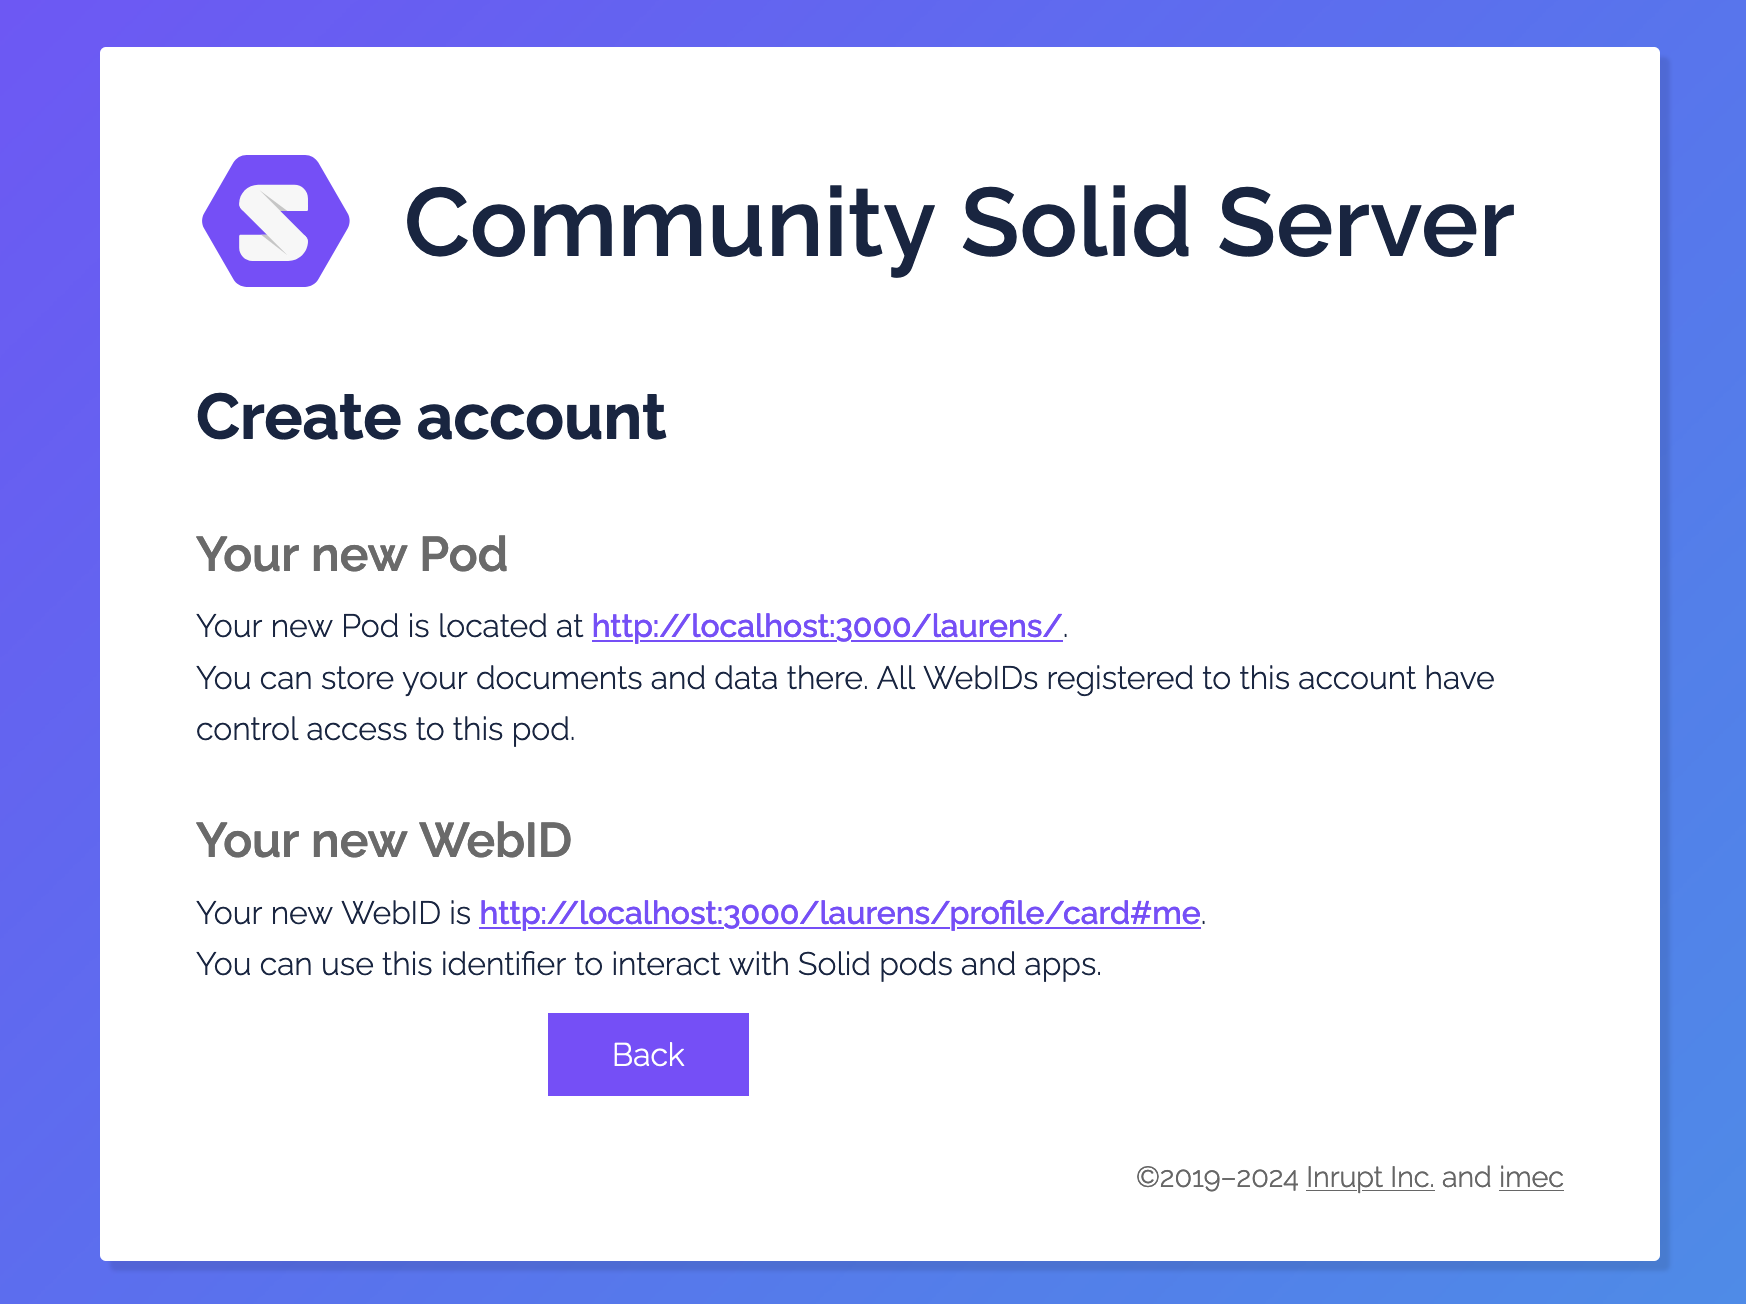 S
Community Solid Server
Create account
Your new Pod
Your new Pod is located at http://localhost:3000/laurens/.
You can store your documents and data there. All WebIDs registered to this account have
control access to this pod.
Your new WebID
Your new WebID is http://localhost:3000/laurens/profile/card#me.
You can use this identifier to interact with Solid pods and apps.
Back
©2019–2024 Inrupt Inc. and imec